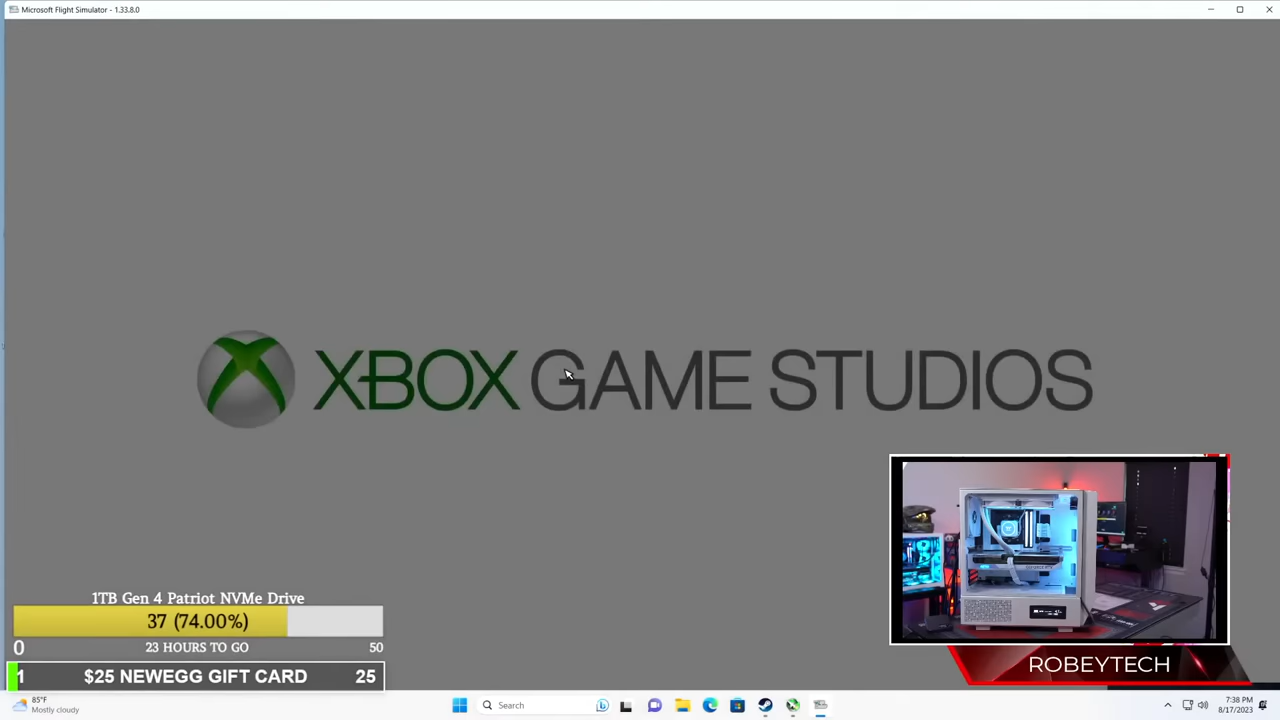 Microsoft Flight Simulator - 1.33.8.0
XBOX GAME STUDIOS
1TB Gen 4 Patriot NVMe Drive
37 (74.00%)
0
23 HOURS TO GO
50
1
$25 NEWEGG GIFT CARD
25
GEFORCE RTX
ROBEYTECH
85°F
Mostly cloudy
Search
7:38 PM
8/17/2023